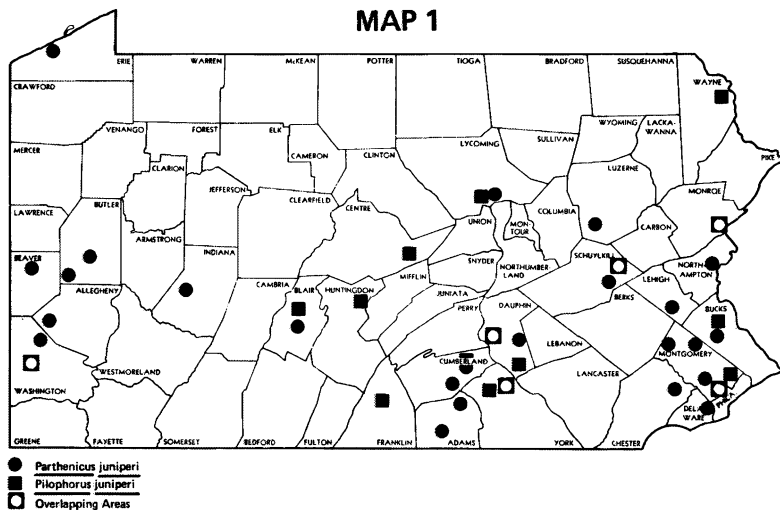 MAP 1
ERIE
WARREN
McKEAN
POTTER
TIOGA
BRADFORD
SUSQUEHANNA
WAYNE
CRAWFORD
VENANGO
FOREST
ELK
CAMERON
CLINTON
LYCOMING
SULLIVAN
WYOMING
LACKA-
WANNA
PIKE
MERCER
CLARION
JEFFERSON
CLEARFIELD
CENTRE
UNION
MON-
TOUR
COLUMBIA
LUZERNE
MONROE
CARBON
LAWRENCE
BUTLER
ARMSTRONG
INDIANA
BEAVER
ALLEGHENY
CAMBRIA
BLAIR
HUNTINGDON
MIFFLIN
SNYDER
JUNIATA
NORTHUMBER-
LAND
PERRY
DAUPHIN
SCHUYLKILL
BERKS
LEHIGH
NORTH-
AMPTON
BUCKS
LEBANON
MONTGOMERY
CUMBERLAND
LANCASTER
WASHINGTON
WESTMORELAND
GREENE
FAYETTE
SOMERSET
BEDFORD
FULTON
FRANKLIN
ADAMS
YORK
CHESTER
DELA-
WARE
PHILA
Parthenicus juniperi
Pilophorus juniperi
Overlapping Areas